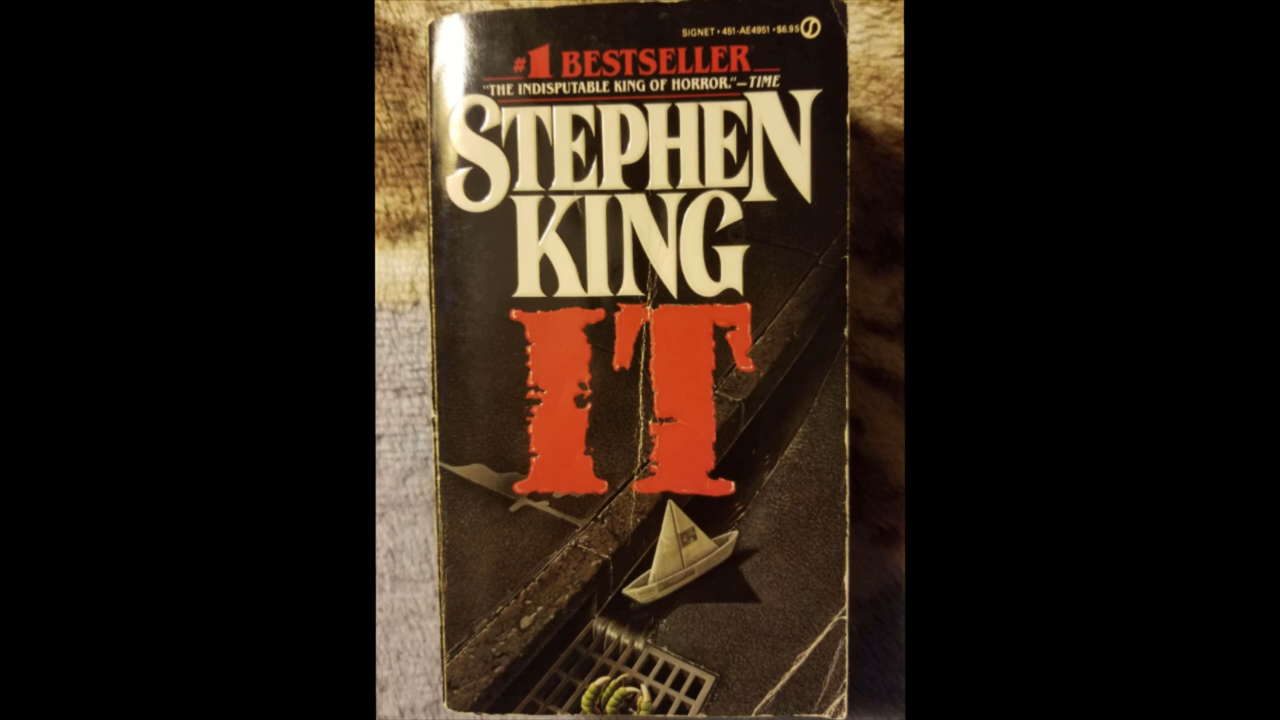 SIGNET • 451-AE4951 • $6.95
#1 BESTSELLER
"THE INDISPUTABLE KING OF HORROR."—TIME
STEPHEN
KING
IT